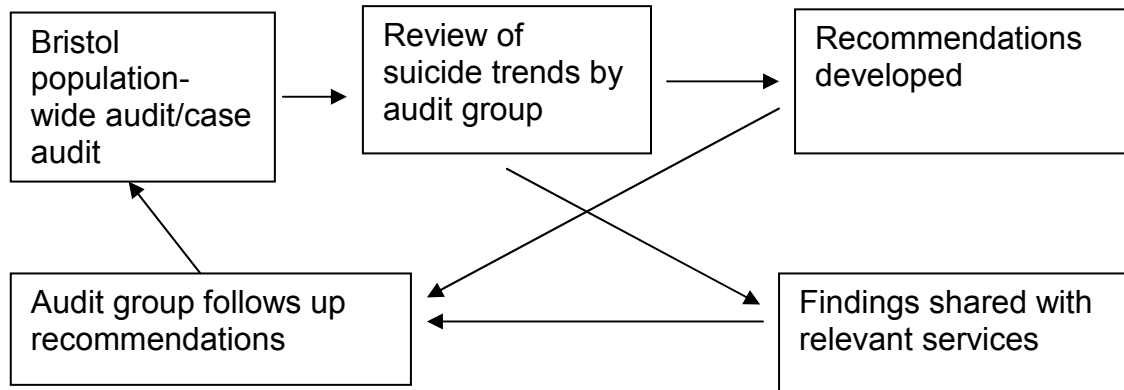 Bristol
population-
wide audit/case
audit
Review of
suicide trends by
audit group
Recommendations
developed
Audit group follows up
recommendations
Findings shared with
relevant services